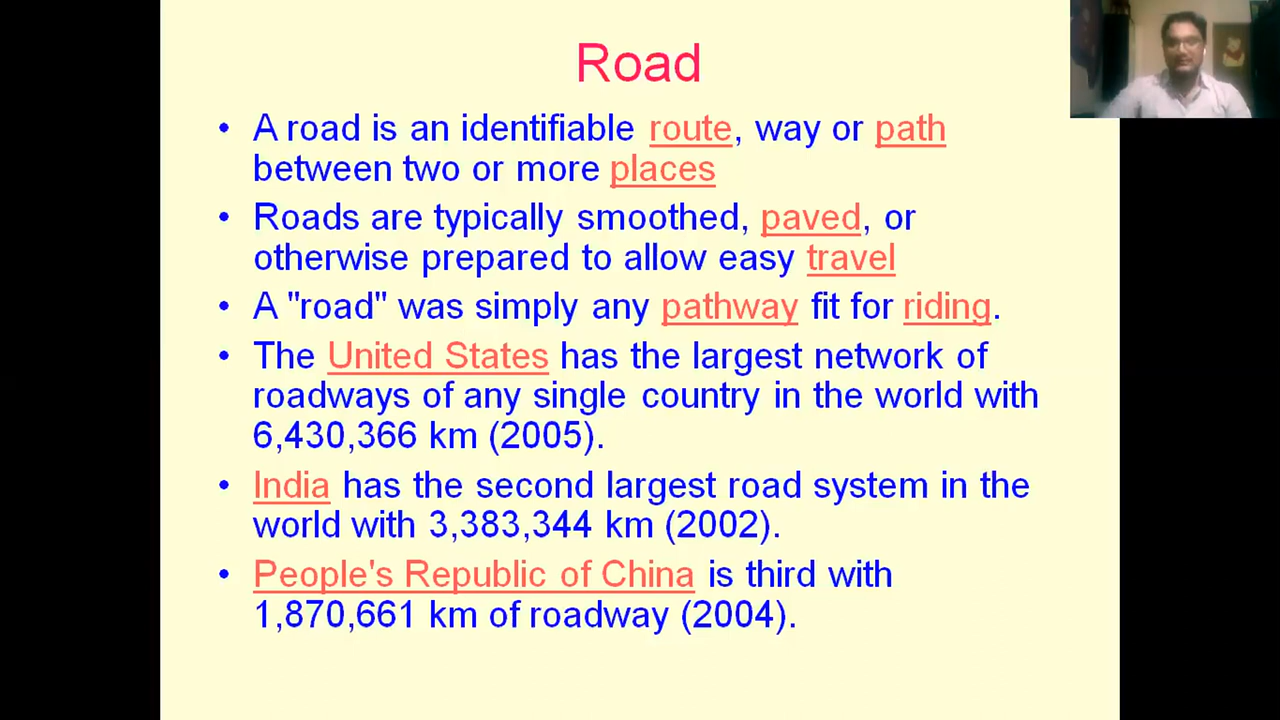 Road
• A road is an identifiable route, way or path
between two or more places
• Roads are typically smoothed, paved, or
otherwise prepared to allow easy travel
• A "road" was simply any pathway fit for riding.
• The United States has the largest network of
roadways of any single country in the world with
6,430,366 km (2005).
• India has the second largest road system in the
world with 3,383,344 km (2002).
• People's Republic of China is third with
1,870,661 km of roadway (2004).